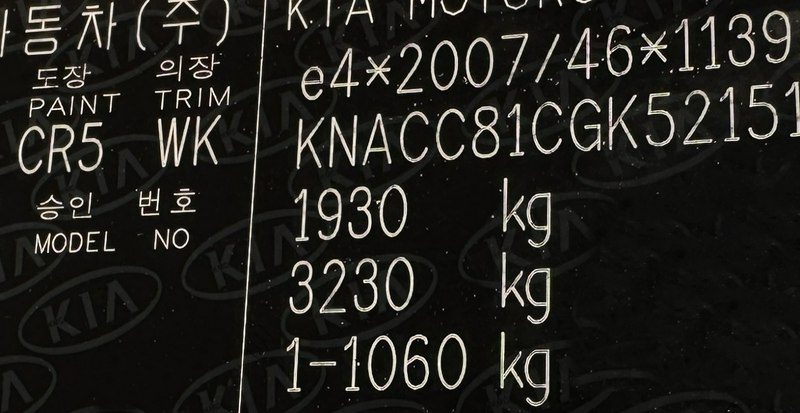 동차(주)
도장 의장
PAINT TRIM
CR5 WK
승인 번호
MODEL NO
KIA
e4*2007/46*1139
KNACC81CGK52151
1930 kg
3230 kg
1-1060 kg